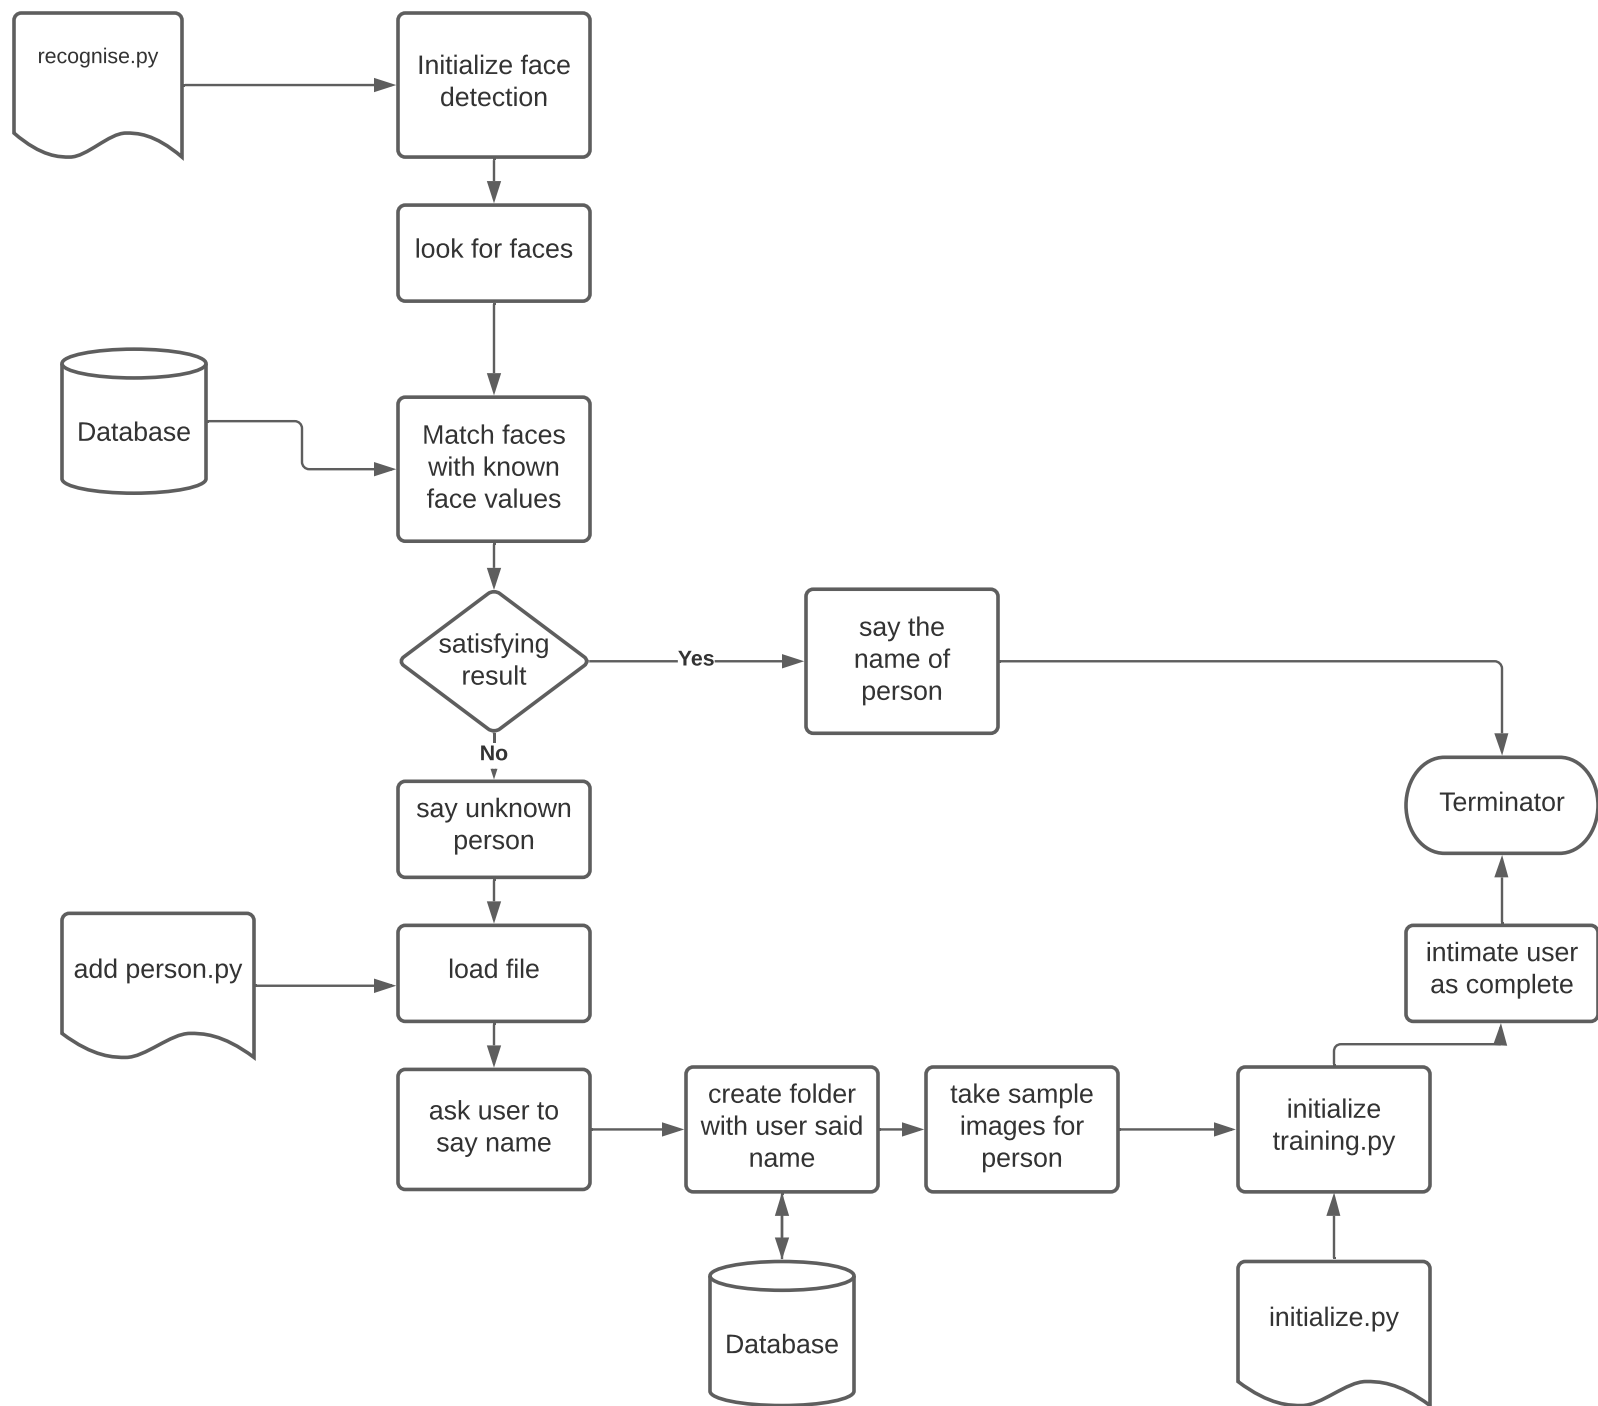 recognise.py
Initialize face
detection
look for faces
Database
Match faces
with known
face values
satisfying
result
Yes
say the
name of
person
No
say unknown
person
Terminator
add person.py
load file
intimate user
as complete
ask user to
say name
create folder
with user said
name
take sample
images for
person
initialize
training.py
Database
initialize.py